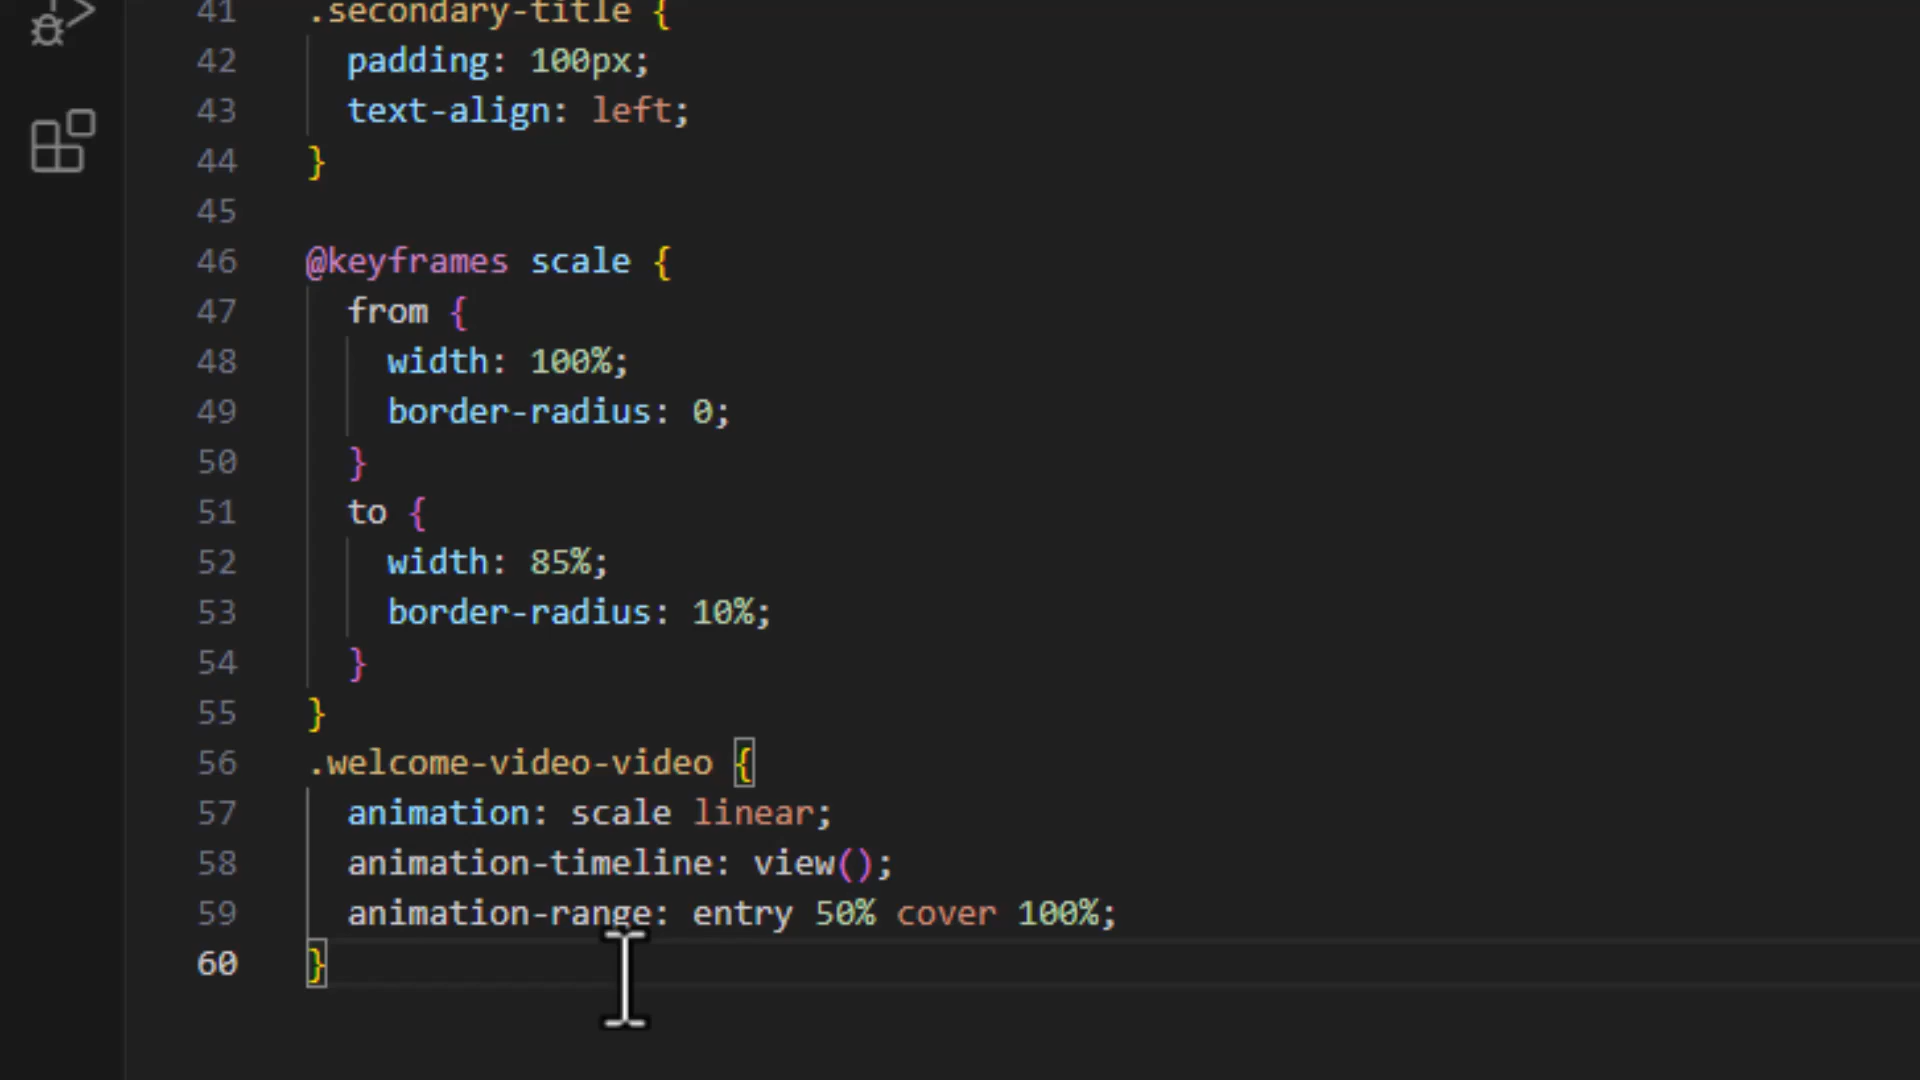 41 .secondary-title {
42 padding: 100px;
43 text-align: left;
44 }
45
46 @keyframes scale {
47 from {
48 width: 100%;
49 border-radius: 0;
50 }
51 to {
52 width: 85%;
53 border-radius: 10%;
54 }
55 }
56 .welcome-video-video {
57 animation: scale linear;
58 animation-timeline: view();
59 animation-range: entry 50% cover 100%;
60 }